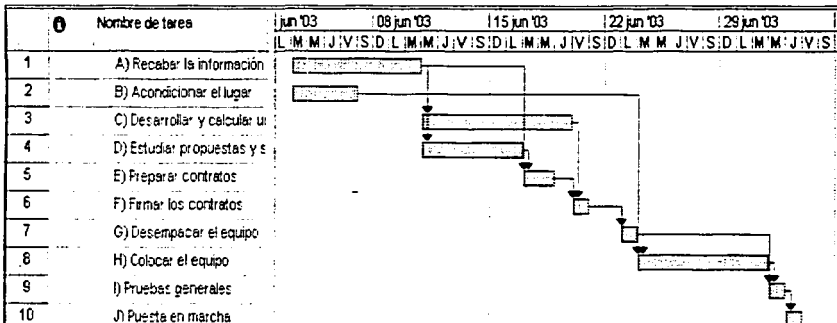 Nombre de tarea
jun '03 08 jun '03 15 jun '03 22 jun '03 29 jun '03
L M M J V S D L M M J V S D L M M J V S D L M M J V S D L M M J V S
1 A) Recabar la información
2 B) Acondicionar el lugar
3 C) Desarrollar y calcular
4 D) Estudiar propuestas y s
5 E) Preparar contratos
6 F) Firmar los contratos
7 G) Desempacar el equipo
8 H) Colocar el equipo
9 I) Pruebas generales
10 J) Puesta en marcha